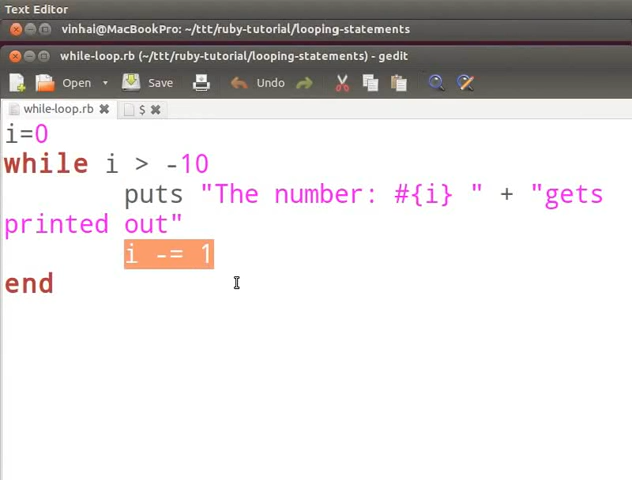 Text Editor
vinhai@MacBookPro: ~/ttt/ruby-tutorial/looping-statements
while-loop.rb (~/ttt/ruby-tutorial/looping-statements) - gedit
Open Save Undo
while-loop.rb $
i=0
while i > -10
puts "The number: #{i} " + "gets
printed out"
i -= 1
end